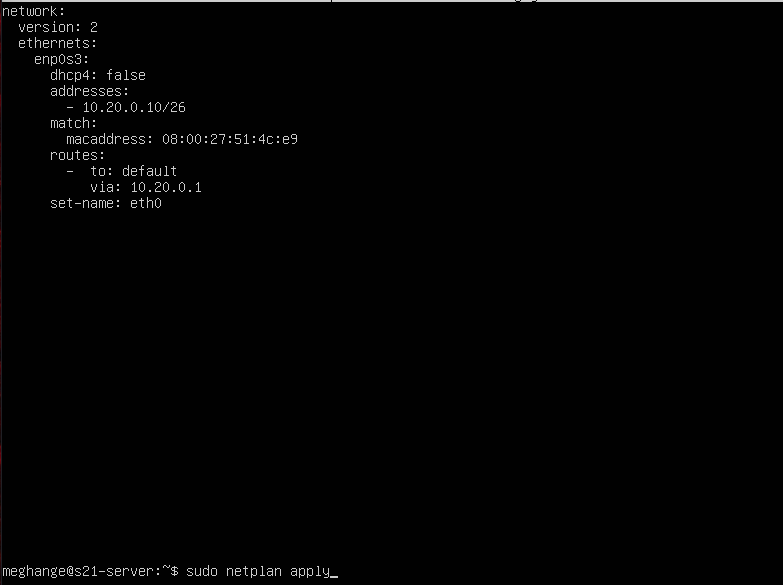 network:
  version: 2
  ethernets:
    enp0s3:
      dhcp4: false
      addresses:
        - 10.20.0.10/26
      match:
        macaddress: 08:00:27:51:4c:e9
      routes:
        -  to: default
           via: 10.20.0.1
      set-name: eth0
meghange@s21-server:~$ sudo netplan apply_